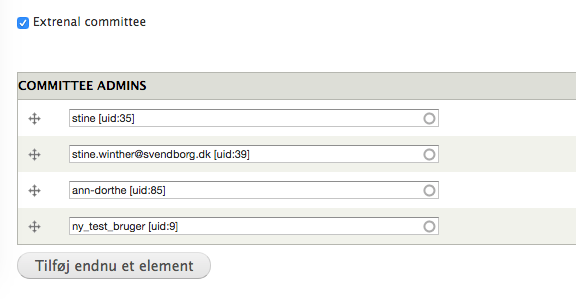 Extrenal committee
COMMITTEE ADMINS
stine [uid:35]
stine.winther@svendborg.dk [uid:39]
ann-dorthe [uid:85]
ny_test_bruger [uid:9]
Tilføj endnu et element